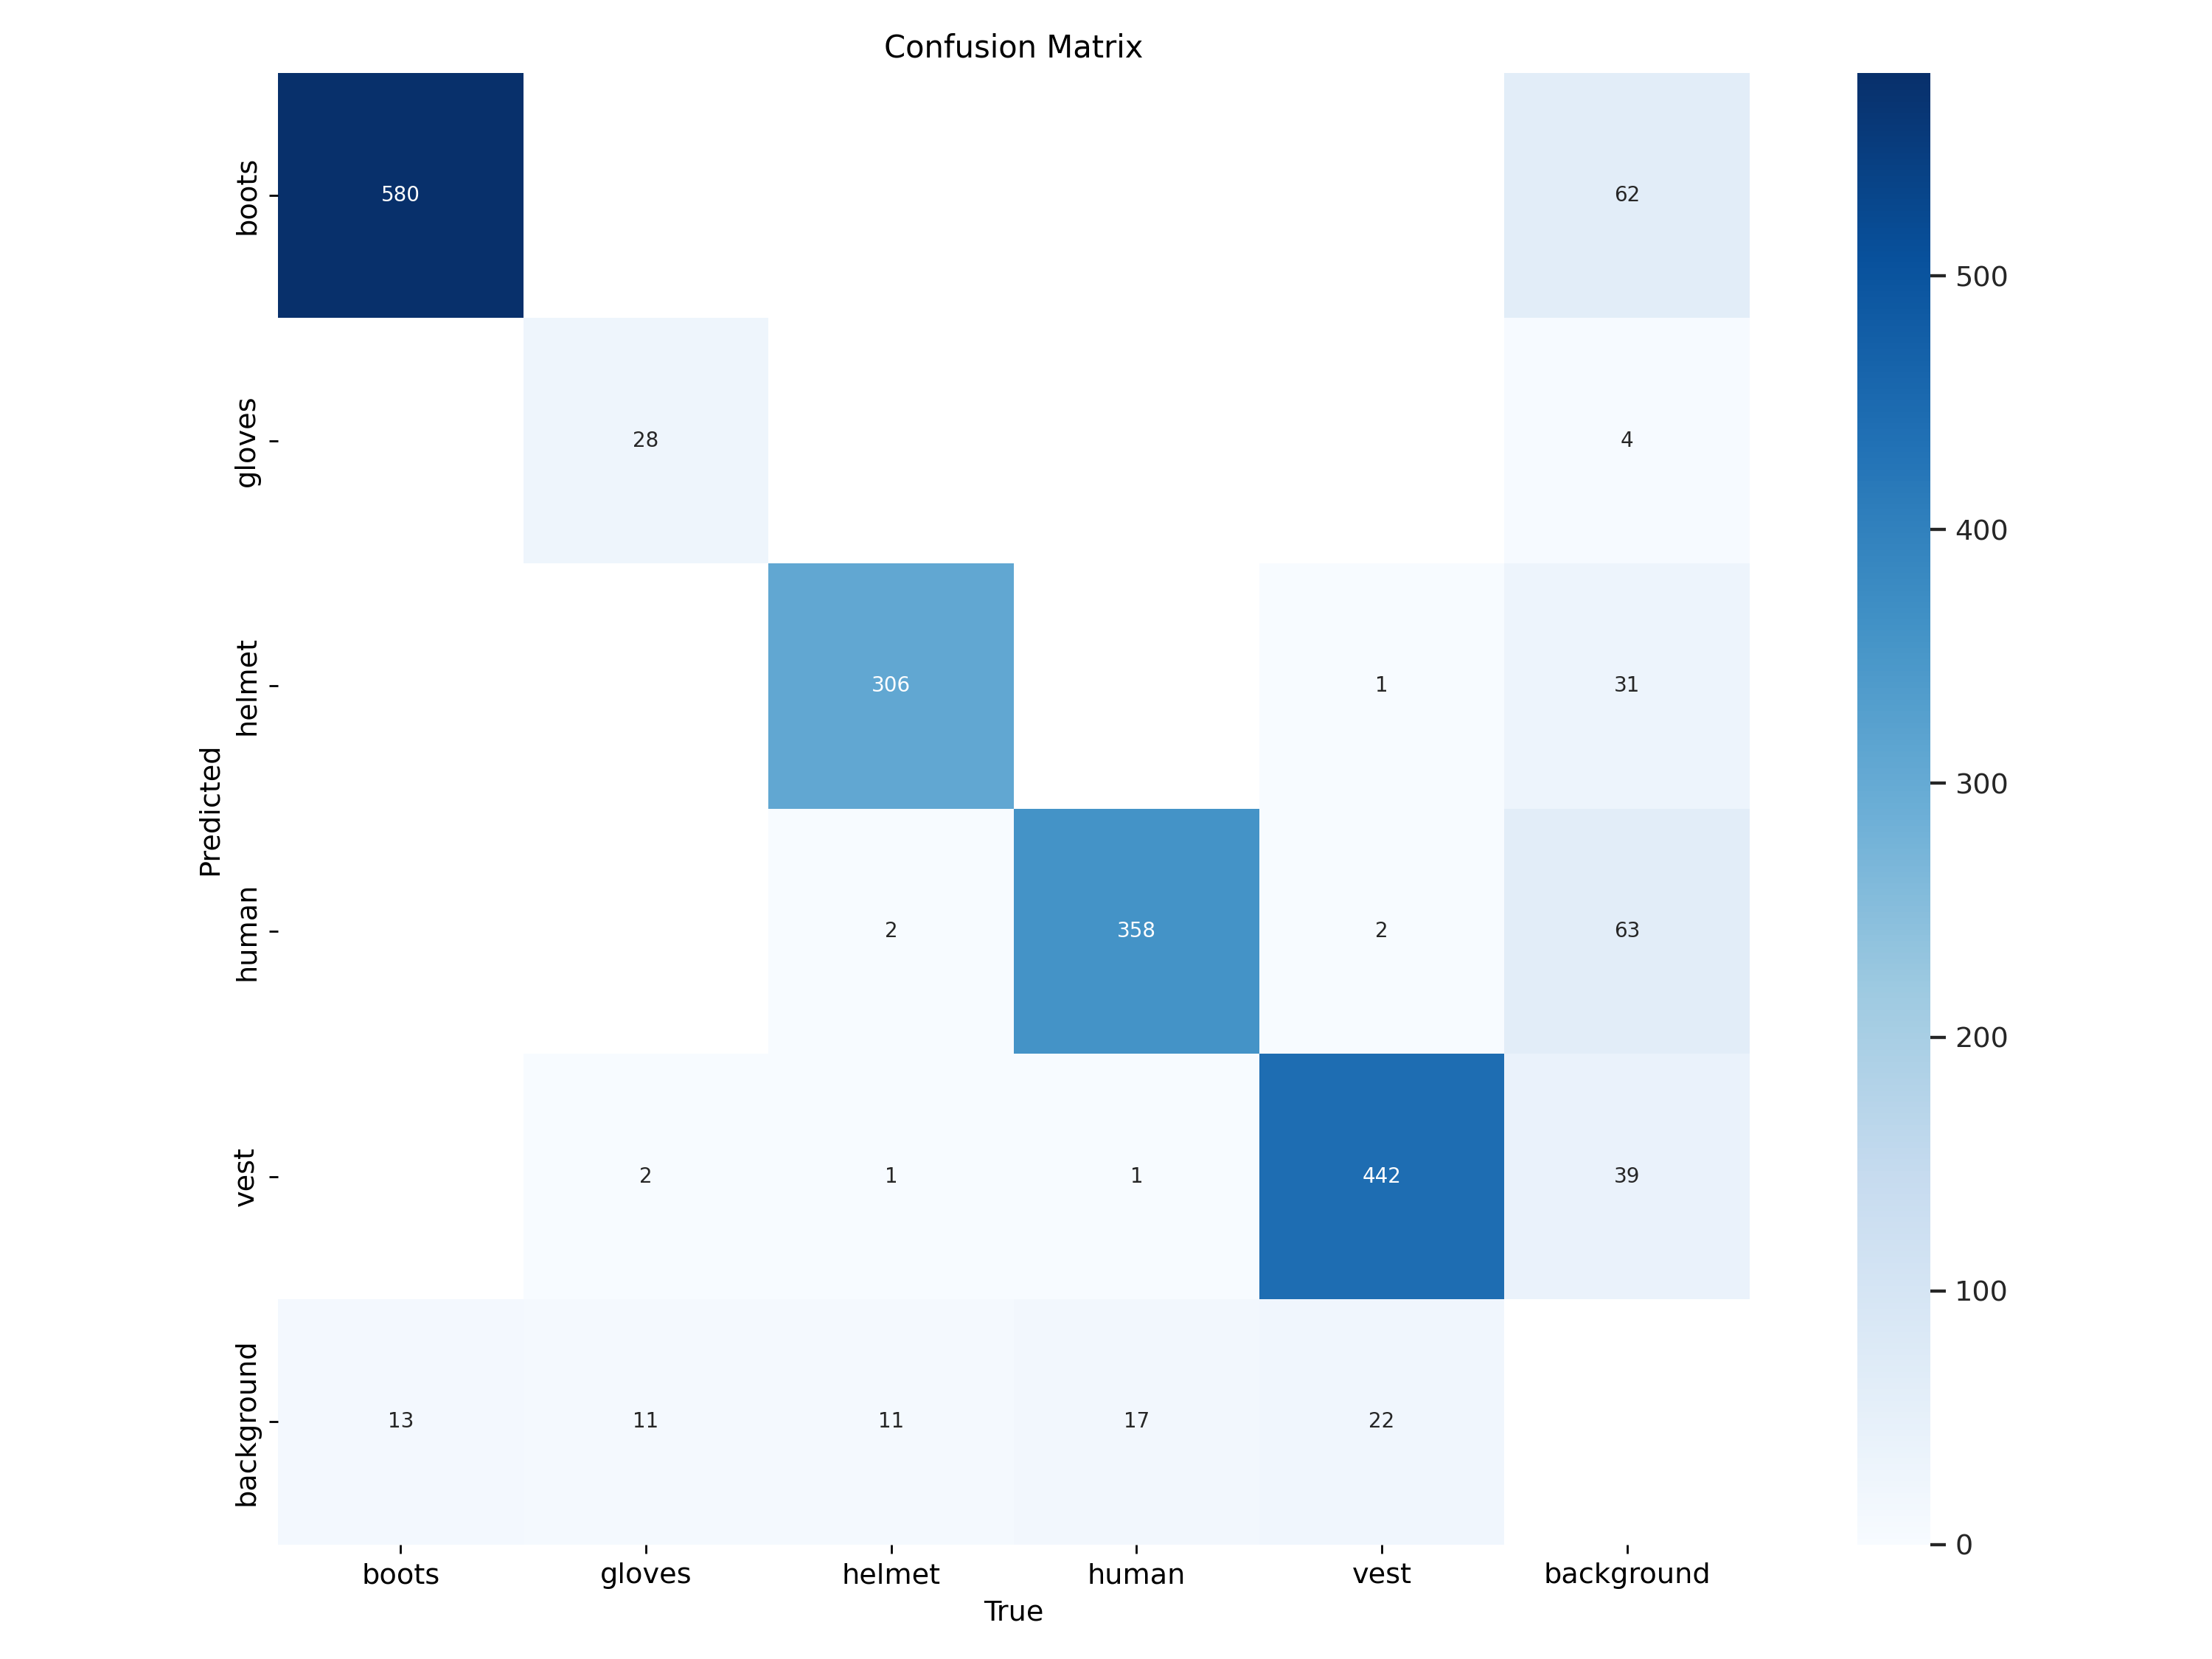 Confusion Matrix
boots
580
62
gloves
28
4
helmet
306
1
31
human
2
358
2
63
vest
2
1
1
442
39
background
13
11
11
17
22
Predicted
boots
gloves
helmet
human
vest
background
True
500
400
300
200
100
0